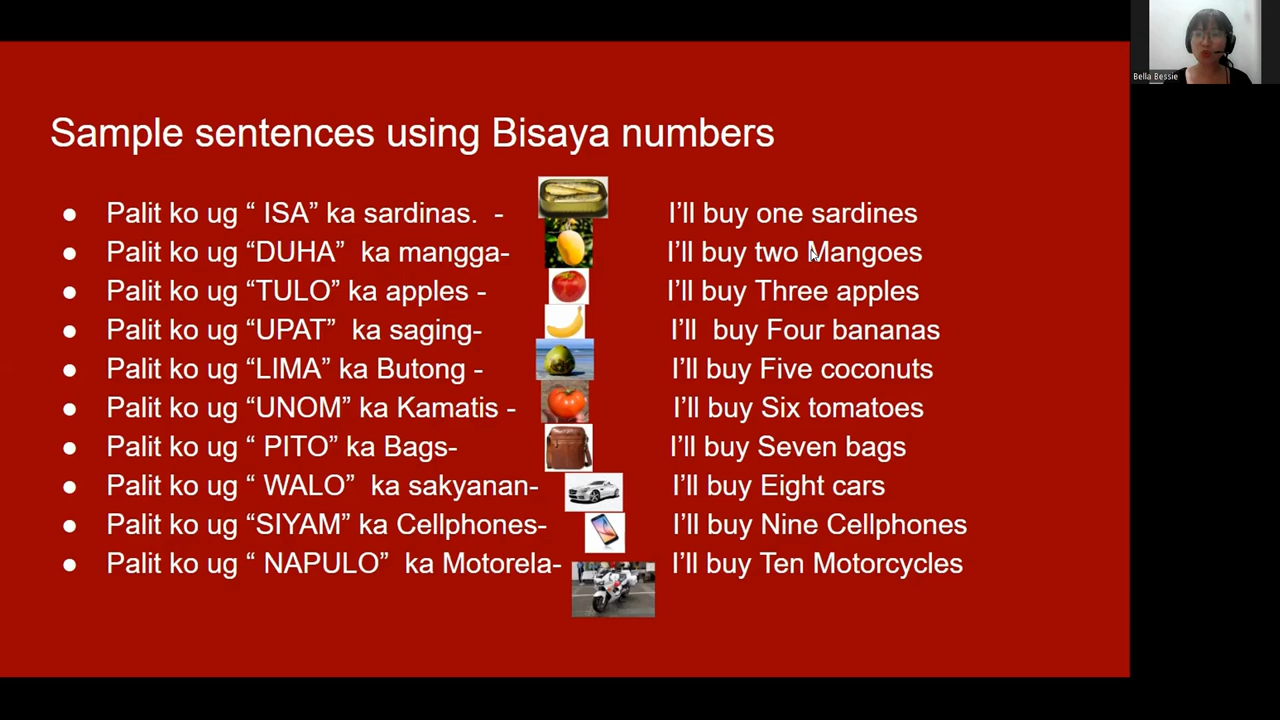 Sample sentences using Bisaya numbers
● Palit ko ug “ ISA” ka sardinas. - I’ll buy one sardines
● Palit ko ug “DUHA” ka mangga- I’ll buy two Mangoes
● Palit ko ug “TULO” ka apples - I’ll buy Three apples
● Palit ko ug “UPAT” ka saging- I’ll buy Four bananas
● Palit ko ug “LIMA” ka Butong - I’ll buy Five coconuts
● Palit ko ug “UNOM” ka Kamatis - I’ll buy Six tomatoes
● Palit ko ug “ PITO” ka Bags- I’ll buy Seven bags
● Palit ko ug “ WALO” ka sakyanan- I’ll buy Eight cars
● Palit ko ug “SIYAM” ka Cellphones- I’ll buy Nine Cellphones
● Palit ko ug “ NAPULO” ka Motorela- I’ll buy Ten Motorcycles
Bella Bessie